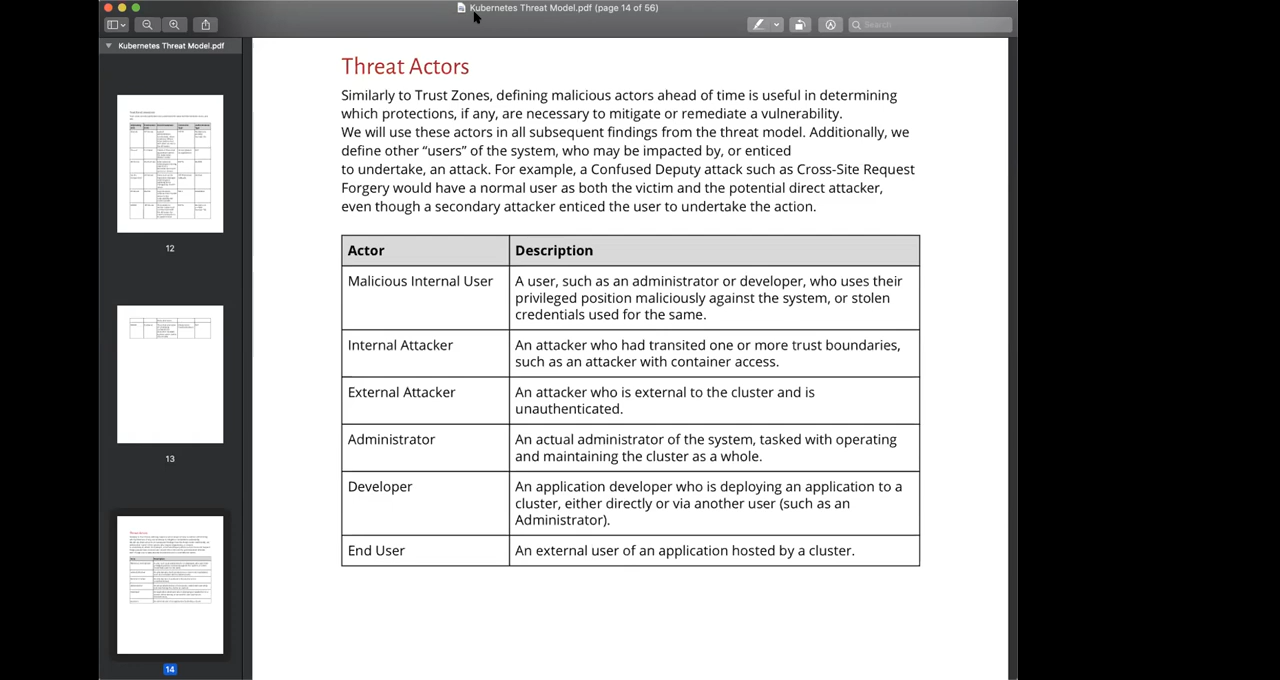 Kubernetes Threat Model.pdf (page 14 of 56)
Search
Kubernetes Threat Model.pdf
12
13
14
Threat Actors
Similarly to Trust Zones, defining malicious actors ahead of time is useful in determining
which protections, if any, are necessary to mitigate or remediate a vulnerability.
We will use these actors in all subsequent findings from the threat model. Additionally, we
define other "users" of the system, who can be impacted by, or enticed
to undertake, an attack. For example, a Confused Deputy attack such as Cross-Site Request
Forgery would have a normal user as both the victim and the potential direct attacker,
even though a secondary attacker enticed the user to undertake the action.
Actor Description
Malicious Internal User A user, such as an administrator or developer, who uses their
privileged position maliciously against the system, or stolen
credentials used for the same.
Internal Attacker An attacker who had transited one or more trust boundaries,
such as an attacker with container access.
External Attacker An attacker who is external to the cluster and is
unauthenticated.
Administrator An actual administrator of the system, tasked with operating
and maintaining the cluster as a whole.
Developer An application developer who is deploying an application to a
cluster, either directly or via another user (such as an
Administrator).
End User An external user of an application hosted by a cluster.